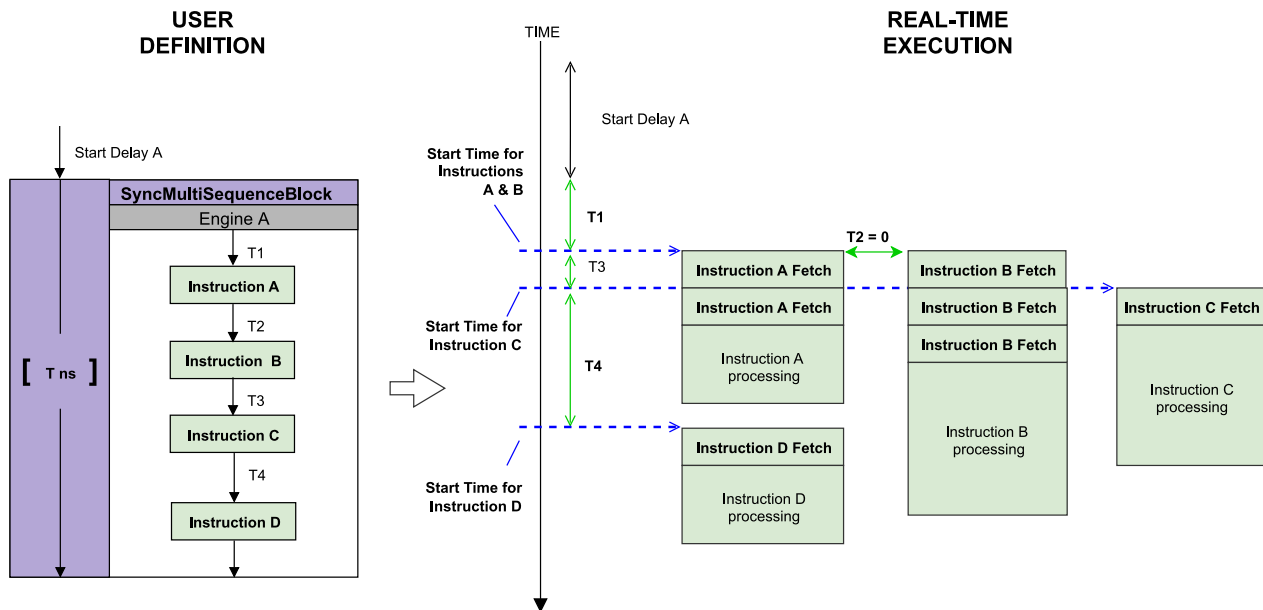 USER
DEFINITION
Start Delay A
[ T ns ]
SyncMultiSequenceBlock
Engine A
T1
Instruction A
T2
Instruction B
T3
Instruction C
T4
Instruction D
TIME
REAL-TIME
EXECUTION
Start Delay A
Start Time for
Instructions
A & B
T1
T2 = 0
T3
Instruction A Fetch
Instruction B Fetch
Start Time for
Instruction C
Instruction A Fetch
Instruction B Fetch
Instruction C Fetch
T4
Instruction A
processing
Instruction B Fetch
Instruction C
processing
Instruction B
processing
Start Time for
Instruction D
Instruction D Fetch
Instruction D
processing